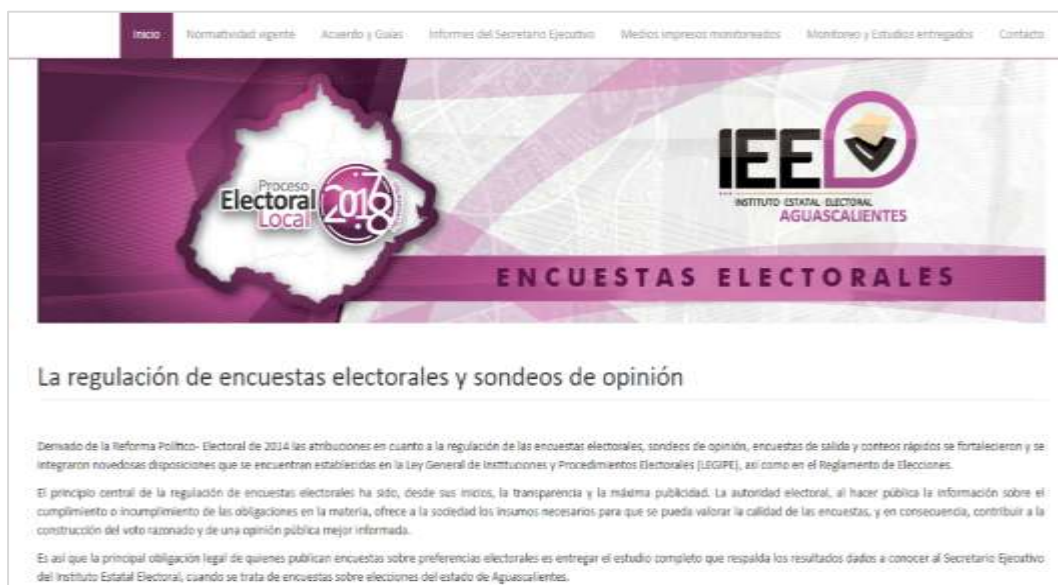 Inicio Normatividad vigente Acuerdo y Guías Informes del Secretario Ejecutivo Medios impresos monitoreados Monitoreo y Estudios entregados Contacto
Proceso
Electoral
Local
2017
8
IEE
INSTITUTO ESTATAL ELECTORAL
AGUASCALIENTES
ENCUESTAS ELECTORALES
La regulación de encuestas electorales y sondeos de opinión
Derivado de la Reforma Político- Electoral de 2014 las atribuciones en cuanto a la regulación de las encuestas electorales, sondeos de opinión, encuestas de salida y conteos rápidos se fortalecieron y se
integraron novedosas disposiciones que se encuentran establecidas en la Ley General de Instituciones y Procedimientos Electorales (LEGIPE), así como en el Reglamento de Elecciones.
El principio central de la regulación de encuestas electorales ha sido, desde sus inicios, la transparencia y la máxima publicidad. La autoridad electoral, al hacer pública la información sobre el
cumplimiento o incumplimiento de las obligaciones en la materia, ofrece a la sociedad los insumos necesarios para que se pueda valorar la calidad de las encuestas, y en consecuencia, contribuir a la
construcción del voto razonado y de una opinión pública mejor informada.
Es así que la principal obligación legal de quienes publican encuestas sobre preferencias electorales es entregar el estudio completo que respalda los resultados dados a conocer al Secretario Ejecutivo
del Instituto Estatal Electoral, cuando se trata de encuestas sobre elecciones del estado de Aguascalientes.